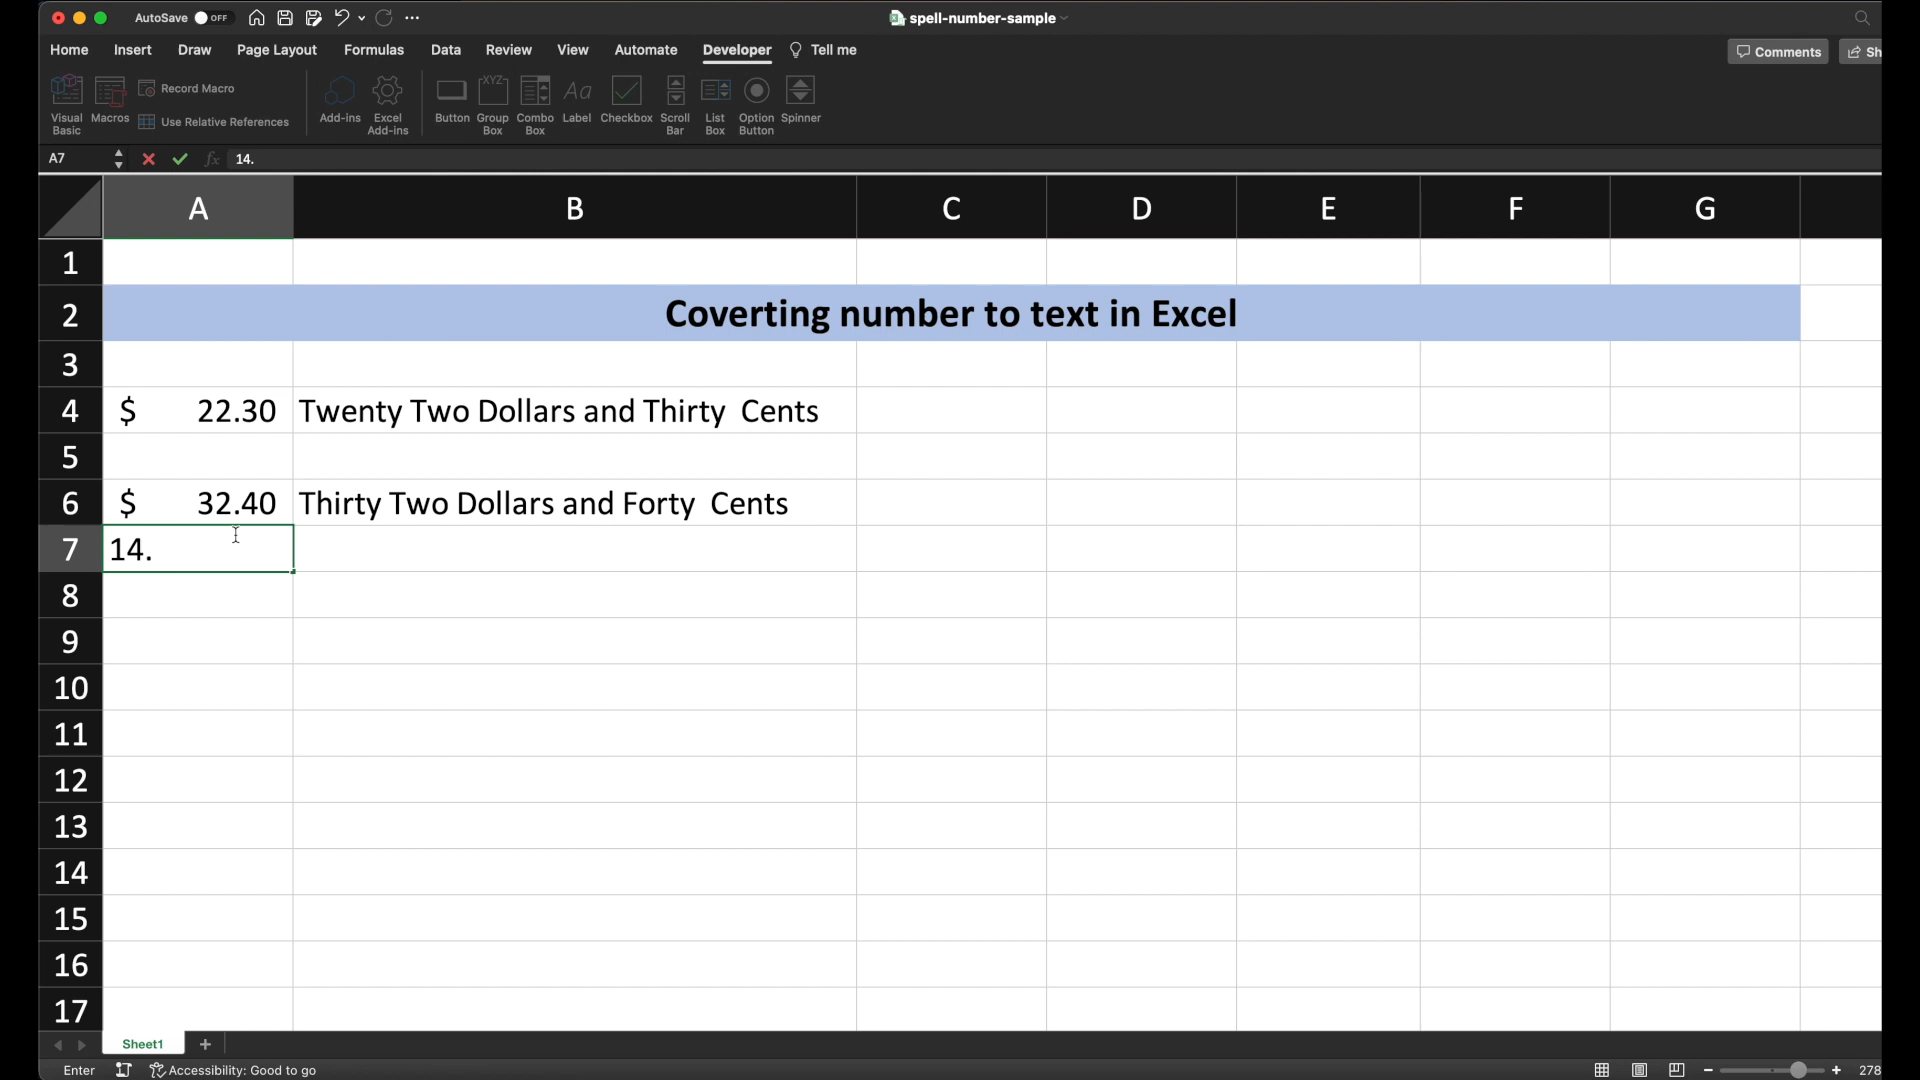 AutoSave OFF spell-number-sample
Home Insert Draw Page Layout Formulas Data Review View Automate Developer Tell me Comments Sh
Visual Basic Macros Record Macro Use Relative References Add-ins Excel Add-ins Button Group Box Combo Box Label Checkbox Scroll Bar List Box Option Button Spinner
A7 fx 14.
A B C D E F G
1
2 Coverting number to text in Excel
3
4 $ 22.30 Twenty Two Dollars and Thirty  Cents
5
6 $ 32.40 Thirty Two Dollars and Forty  Cents
7 14.
8
9
10
11
12
13
14
15
16
17
Sheet1 +
Enter Accessibility: Good to go 278